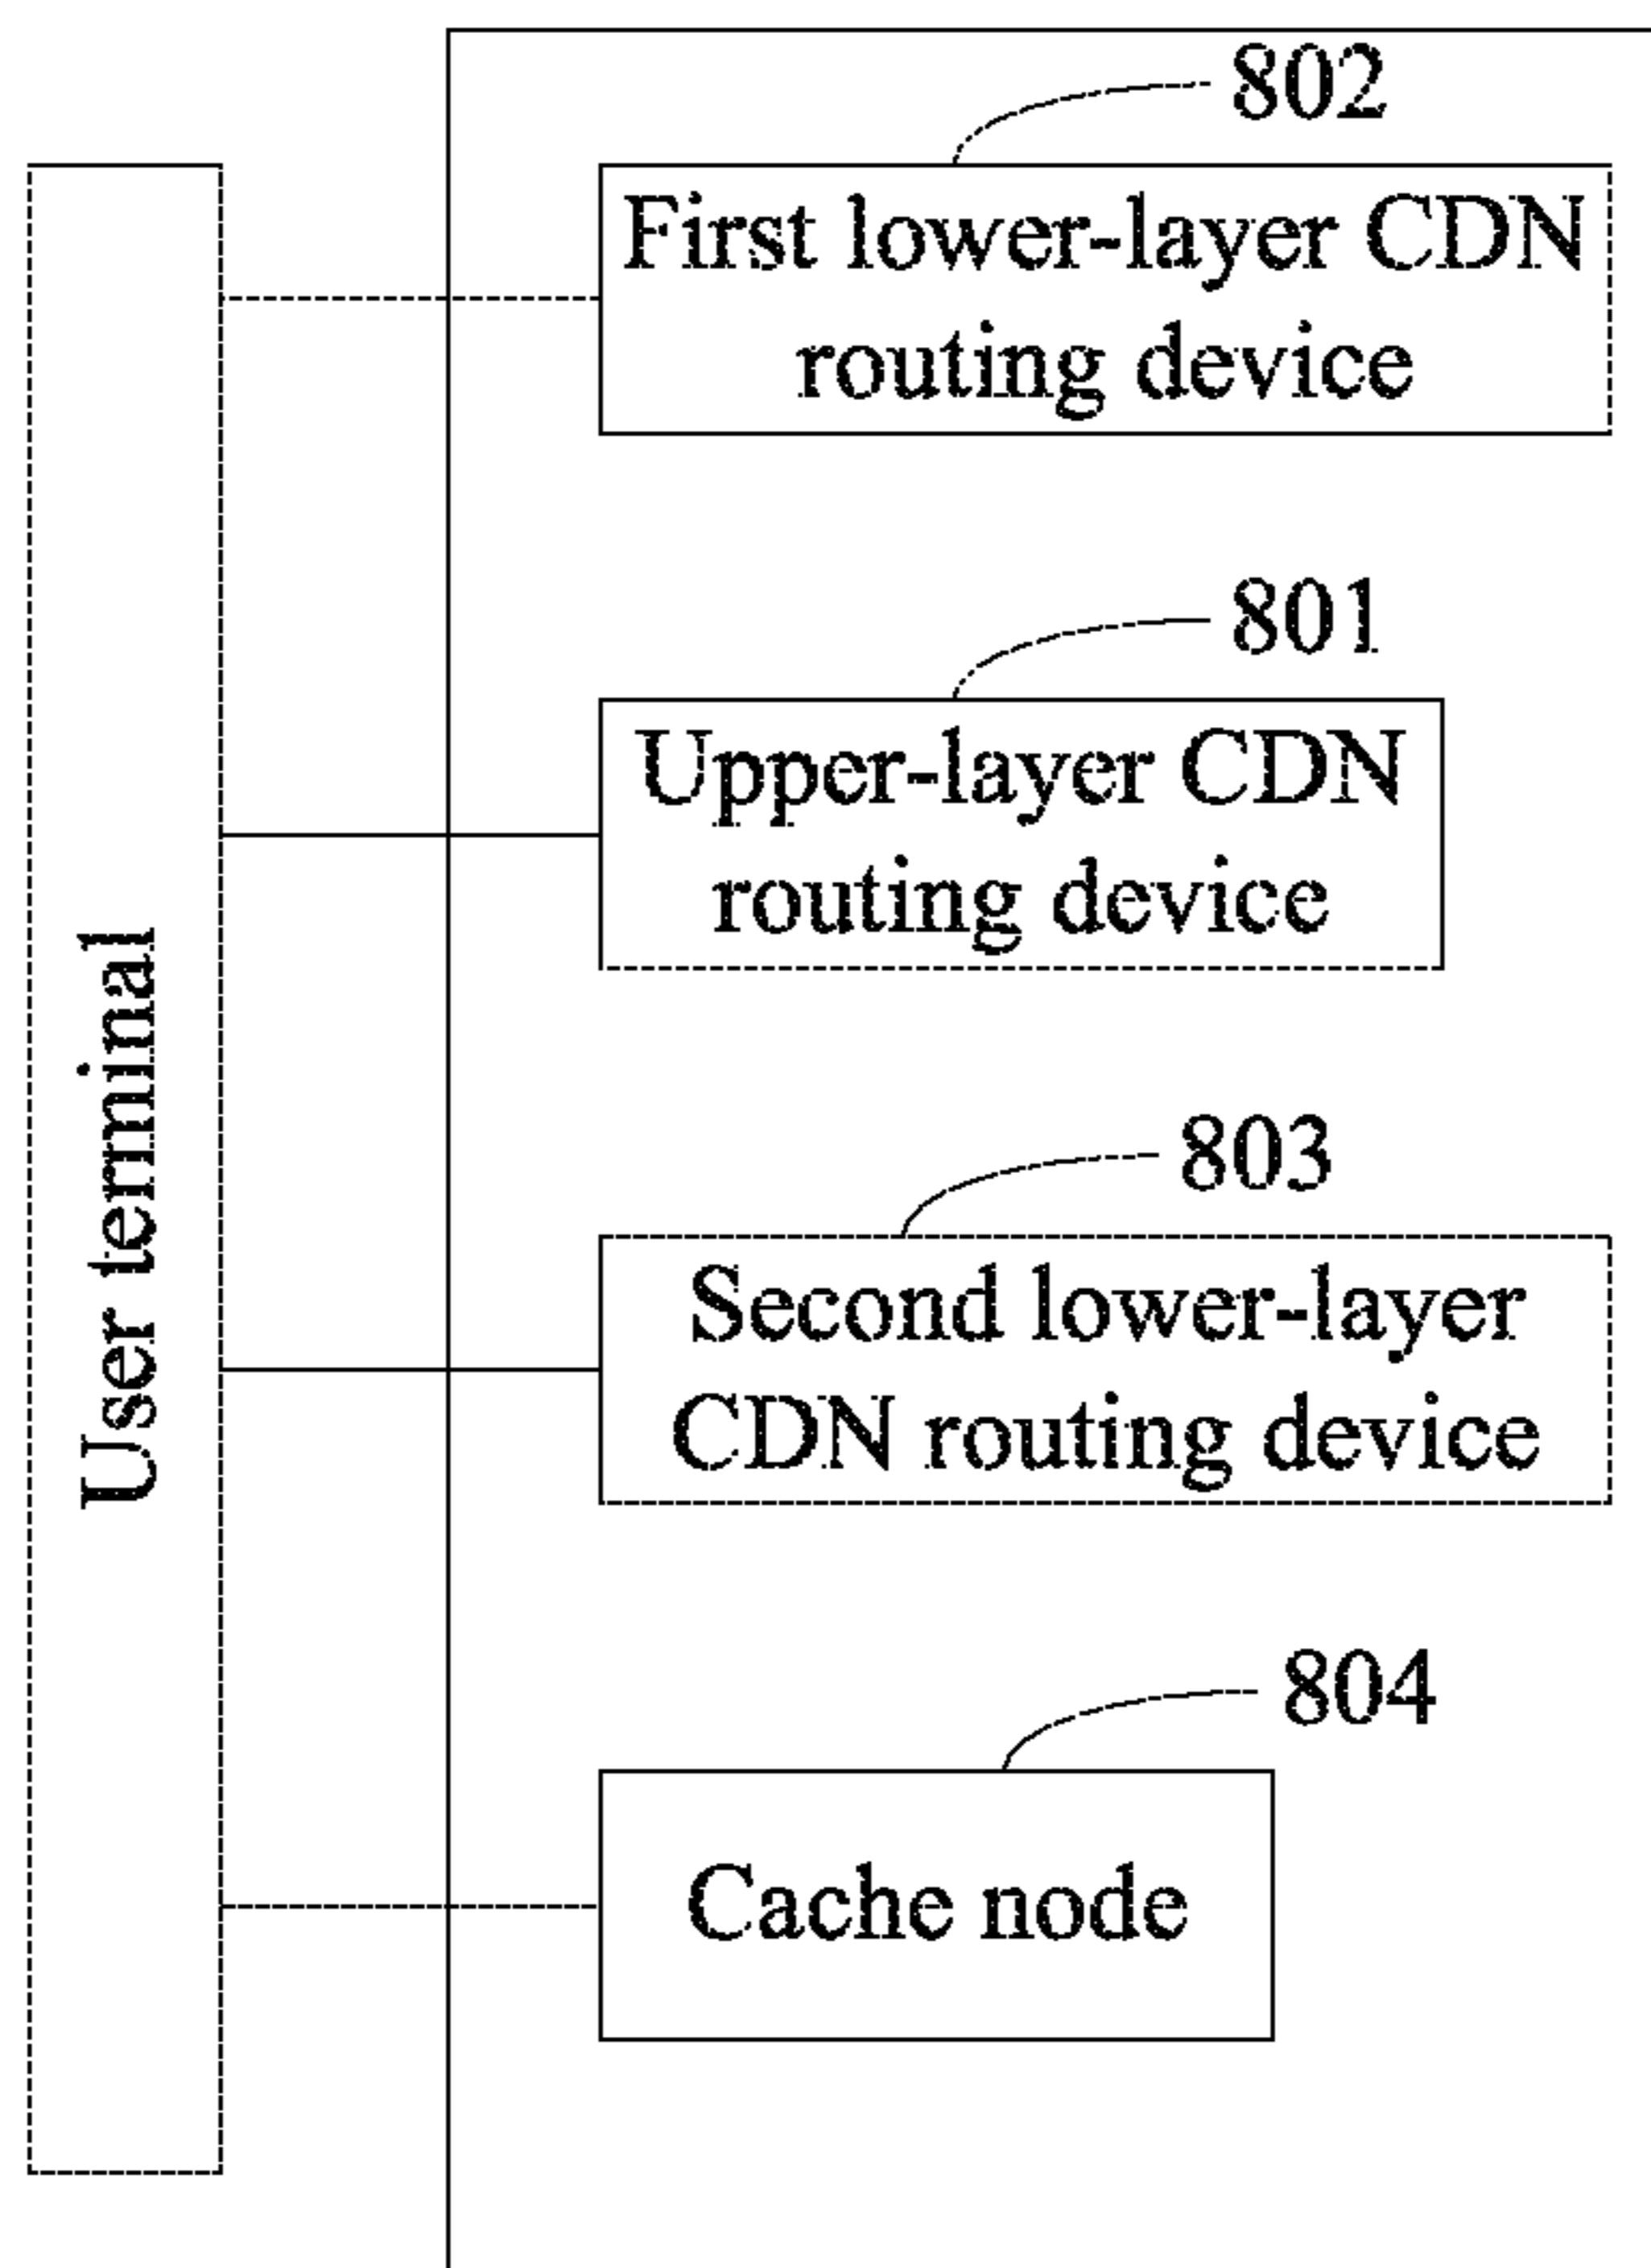 802
First lower-layer CDN
routing device
801
Upper-layer CDN
routing device
803
Second lower-layer
CDN routing device
804
Cache node
User terminal